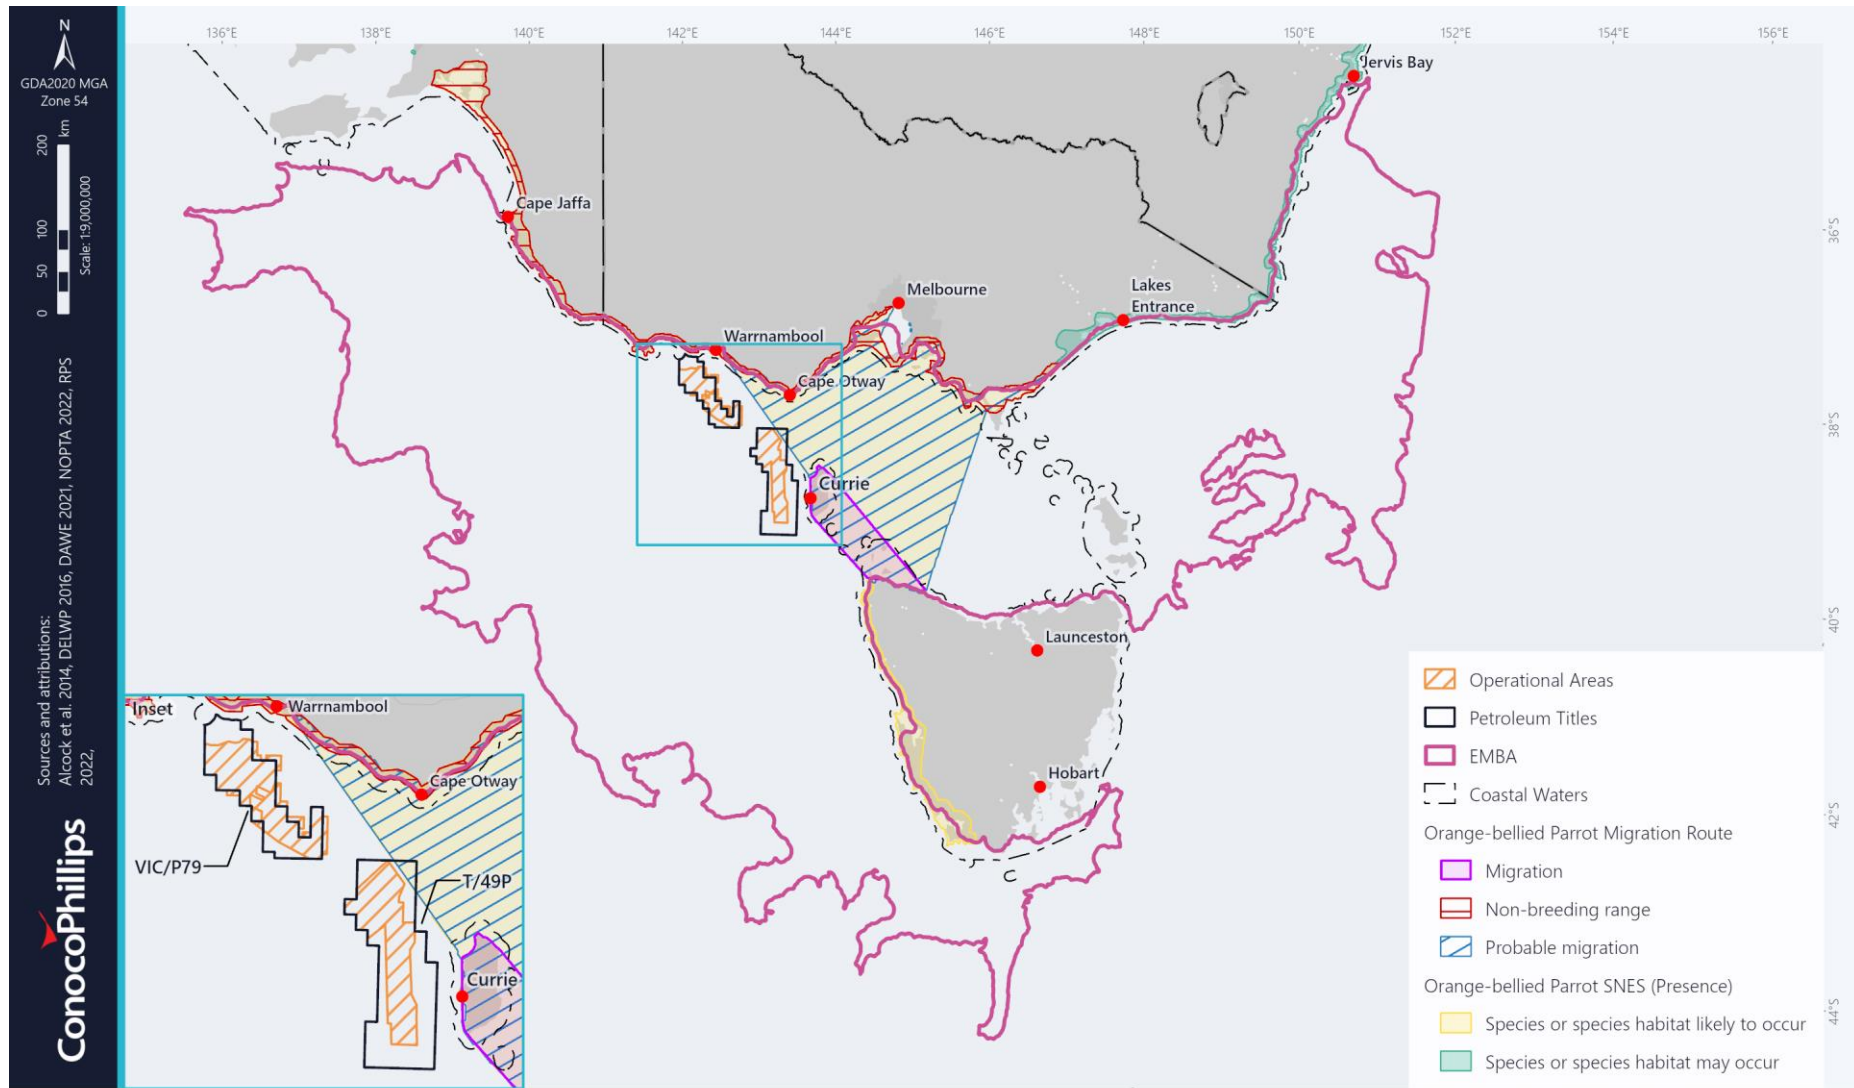 N
GDA2020 MGA
Zone 54
0 50 100 200 km
Scale: 1:9,000,000
Sources and attributions:
Alcock et al. 2014, DELWP 2016, DAWE 2021, NOPTA 2022, RPS
2022,
ConocoPhillips
136°E 138°E 140°E 142°E 144°E 146°E 148°E 150°E 152°E 154°E 156°E
36°S
38°S
40°S
42°S
44°S
Jervis Bay
Cape Jaffa
Melbourne
Lakes
Entrance
Warrnambool
Cape Otway
Currie
Launceston
Hobart
Inset
Warrnambool
Cape Otway
VIC/P79
T/49P
Currie
Operational Areas
Petroleum Titles
EMBA
Coastal Waters
Orange-bellied Parrot Migration Route
Migration
Non-breeding range
Probable migration
Orange-bellied Parrot SNES (Presence)
Species or species habitat likely to occur
Species or species habitat may occur